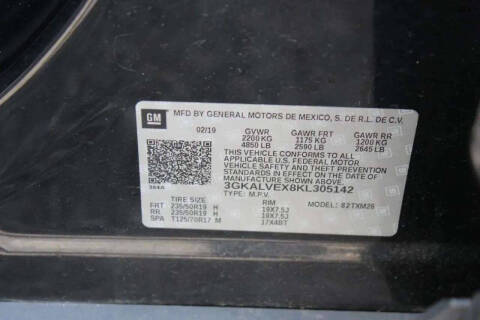 GM
MFD BY GENERAL MOTORS DE MEXICO, S. DE R.L. DE C.V.
02/19 GVWR GAWR FRT GAWR RR
2200 KG 1175 KG 1200 KG
4850 LB 2590 LB 2645 LB
THIS VEHICLE CONFORMS TO ALL
APPLICABLE U.S. FEDERAL MOTOR
VEHICLE SAFETY, BUMPER, AND THEFT
PREVENTION STANDARDS IN EFFECT
ON THE DATE OF MANUFACTURE
SHOWN ABOVE.
3GKALVEX8KL305142
TYPE: M.P.V.
TIRE SIZE RIM MODEL: 82TXM26
FRT 235/50R19 H 19X7.5J
RR 235/50R19 H 19X7.5J
SPA T125/70R17 M 17X4BT